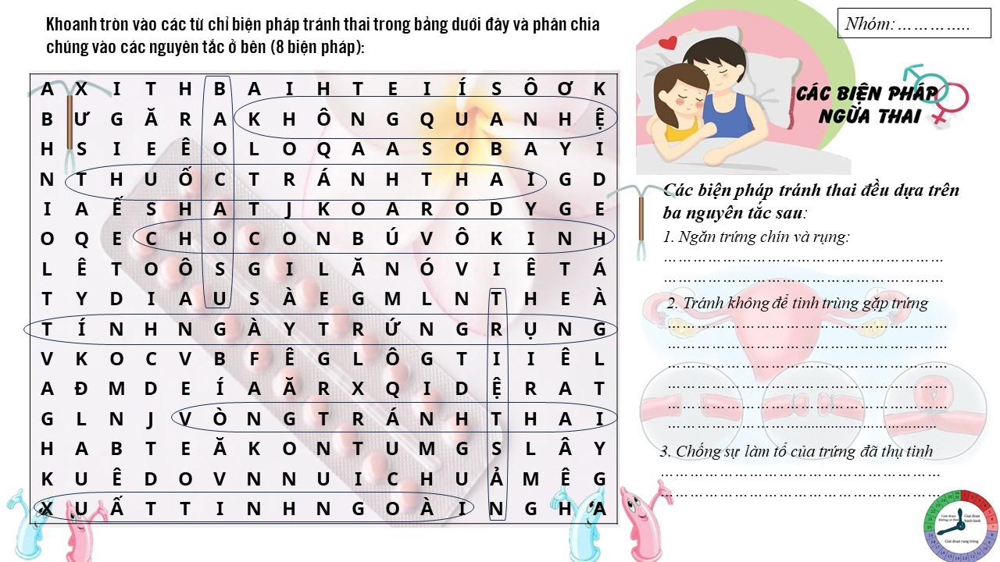 Khoanh tròn vào các từ chỉ biện pháp tránh thai trong bảng dưới đây và phân chia
chúng vào các nguyên tắc ở bên (8 biện pháp):
Nhóm:…………..
CÁC BIỆN PHÁP
NGỪA THAI
A X I T H B A I H T E I Í S Ô Ơ K
B Ư G Ă R A K H Ô N G Q U A N H Ệ
H S I E Ê O L O Q A A S O B A Y I
N T H U Ố C T R Á N H T H A I G D
I A Ế S H A T J K O A R O D Y G E
O Q E C H O C O N B Ú V Ô K I N H
L Ê T O Ô S G I L Ă N Ó V I Ê T Á
T Y D I A U S À E G M L N T H E À
T Í N H N G À Y T R Ứ N G R Ụ N G
V K O C V B F Ê G L Ô G T I I Ê L
A Đ M D E Í A Ă R X Q I D Ệ R A T
G L N J V Ò N G T R Á N H T H A I
H A B T E Ă K O N T U M G S L Â Y
K U Ê D O V N N U I C H U Ả M Ê G
X U Ấ T T I N H N G O À I N G H A
Các biện pháp tránh thai đều dựa trên
ba nguyên tắc sau:
1. Ngăn trứng chín và rụng:
2. Tránh không để tinh trùng gặp trứng
3. Chống sự làm tổ của trứng đã thụ tinh